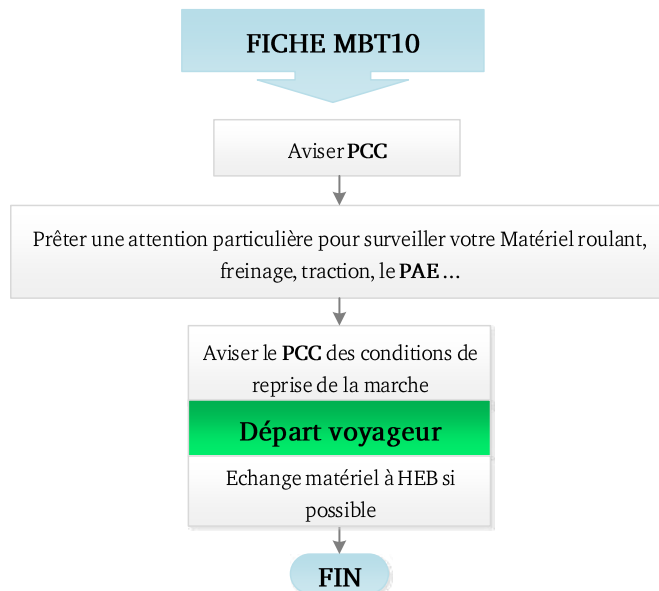 FICHE MBT10
Aviser PCC
Prêter une attention particulière pour surveiller votre Matériel roulant,
freinage, traction, le PAE…
Aviser le PCC des conditions de
reprise de la marche
Départ voyageur
Echange matériel à HEB si
possible
FIN